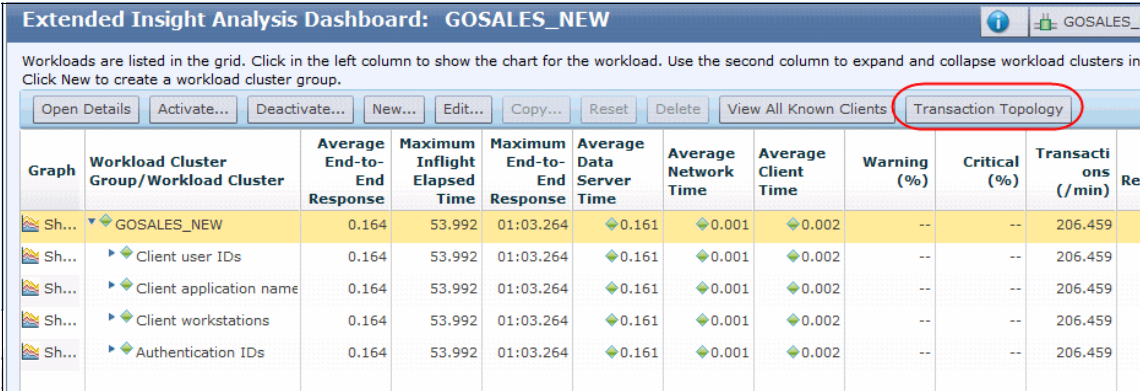 Extended Insight Analysis Dashboard: GOSALES_NEW
GOSALES_
Workloads are listed in the grid. Click in the left column to show the chart for the workload. Use the second column to expand and collapse workload clusters in
Click New to create a workload cluster group.
Open Details Activate... Deactivate... New... Edit... Copy... Reset Delete View All Known Clients Transaction Topology
Graph Workload Cluster Group/Workload Cluster Average End-to-End Response Maximum Inflight Elapsed Time Maximum End-to-End Response Average Data Server Time Average Network Time Average Client Time Warning (%) Critical (%) Transactions (/min) Re
Sh... GOSALES_NEW 0.164 53.992 01:03.264 0.161 0.001 0.002 -- -- 206.459
Sh... Client user IDs 0.164 53.992 01:03.264 0.161 0.001 0.002 -- -- 206.459
Sh... Client application name 0.164 53.992 01:03.264 0.161 0.001 0.002 -- -- 206.459
Sh... Client workstations 0.164 53.992 01:03.264 0.161 0.001 0.002 -- -- 206.459
Sh... Authentication IDs 0.164 53.992 01:03.264 0.161 0.001 0.002 -- -- 206.459